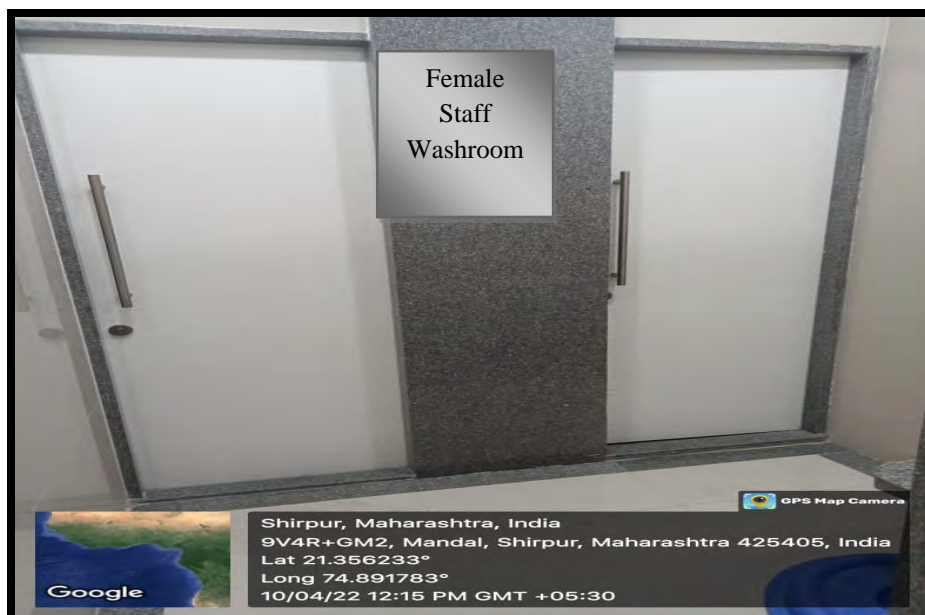 Female
Staff
Washroom
GPS Map Camera
Shirpur, Maharashtra, India
9V4R+GM2, Mandal, Shirpur, Maharashtra 425405, India
Lat 21.356233°
Long 74.891783°
10/04/22 12:15 PM GMT +05:30
Google